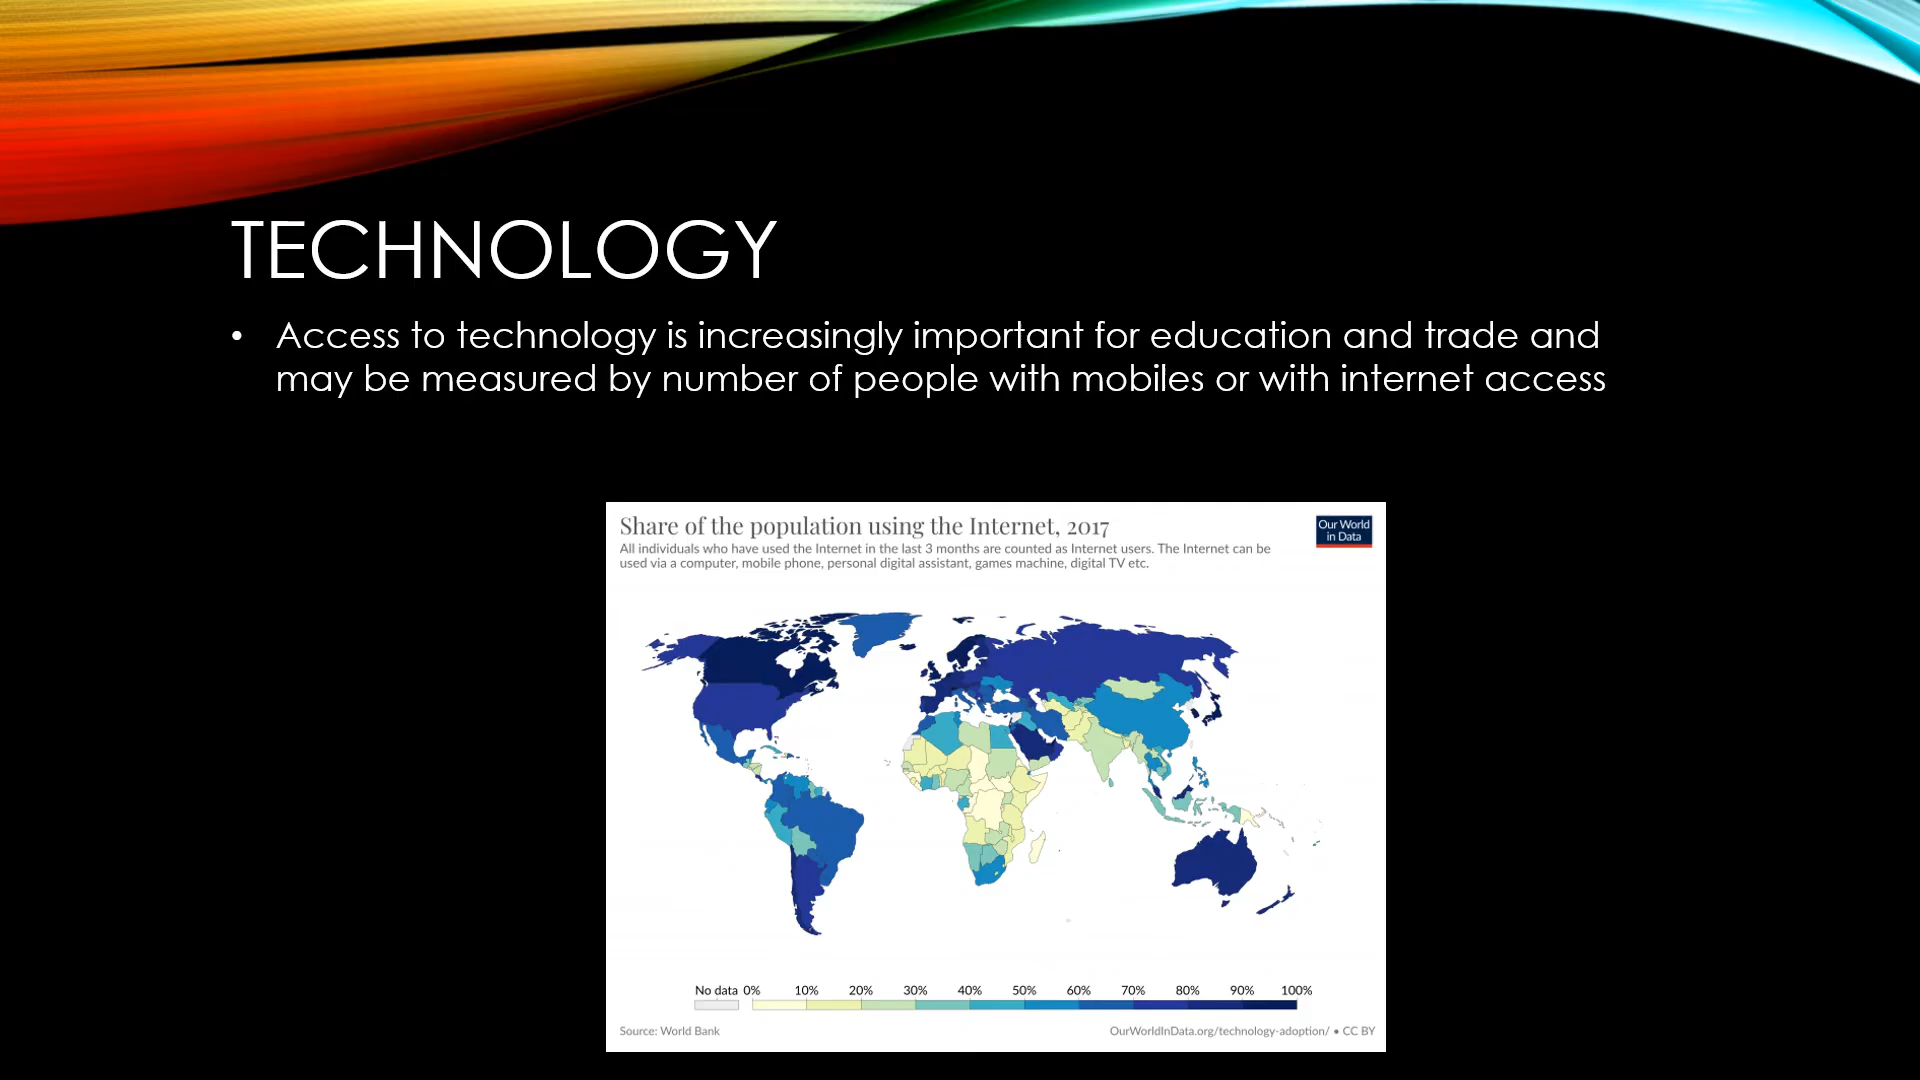 TECHNOLOGY
• Access to technology is increasingly important for education and trade and
may be measured by number of people with mobiles or with internet access
Share of the population using the Internet, 2017
Our World
in Data
All individuals who have used the Internet in the last 3 months are counted as Internet users. The Internet can be
used via a computer, mobile phone, personal digital assistant, games machine, digital TV etc.
No data 0% 10% 20% 30% 40% 50% 60% 70% 80% 90% 100%
Source: World Bank
OurWorldInData.org/technology-adoption/ • CC BY